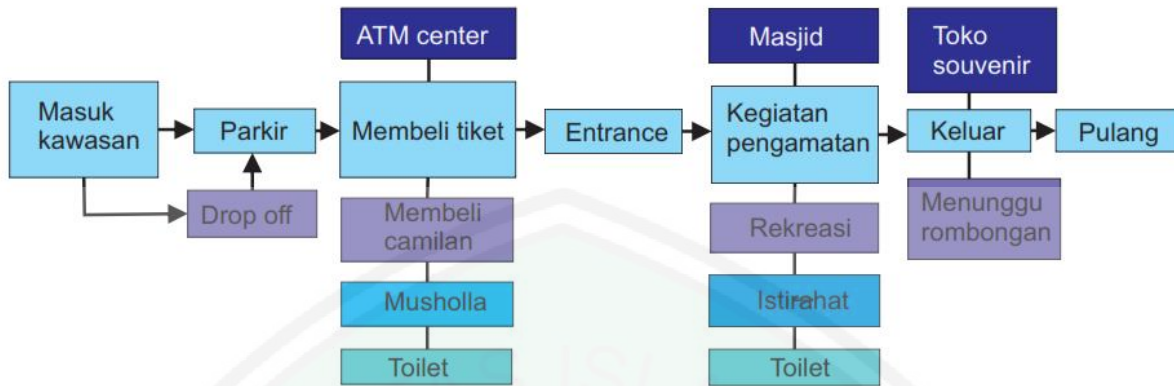 ATM center
Masjid
Toko
souvenir
Masuk
kawasan
Parkir
Membeli tiket
Entrance
Kegiatan
pengamatan
Keluar
Pulang
Drop off
Membeli
camilan
Rekreasi
Menunggu
rombongan
Musholla
Istirahat
Toilet
Toilet